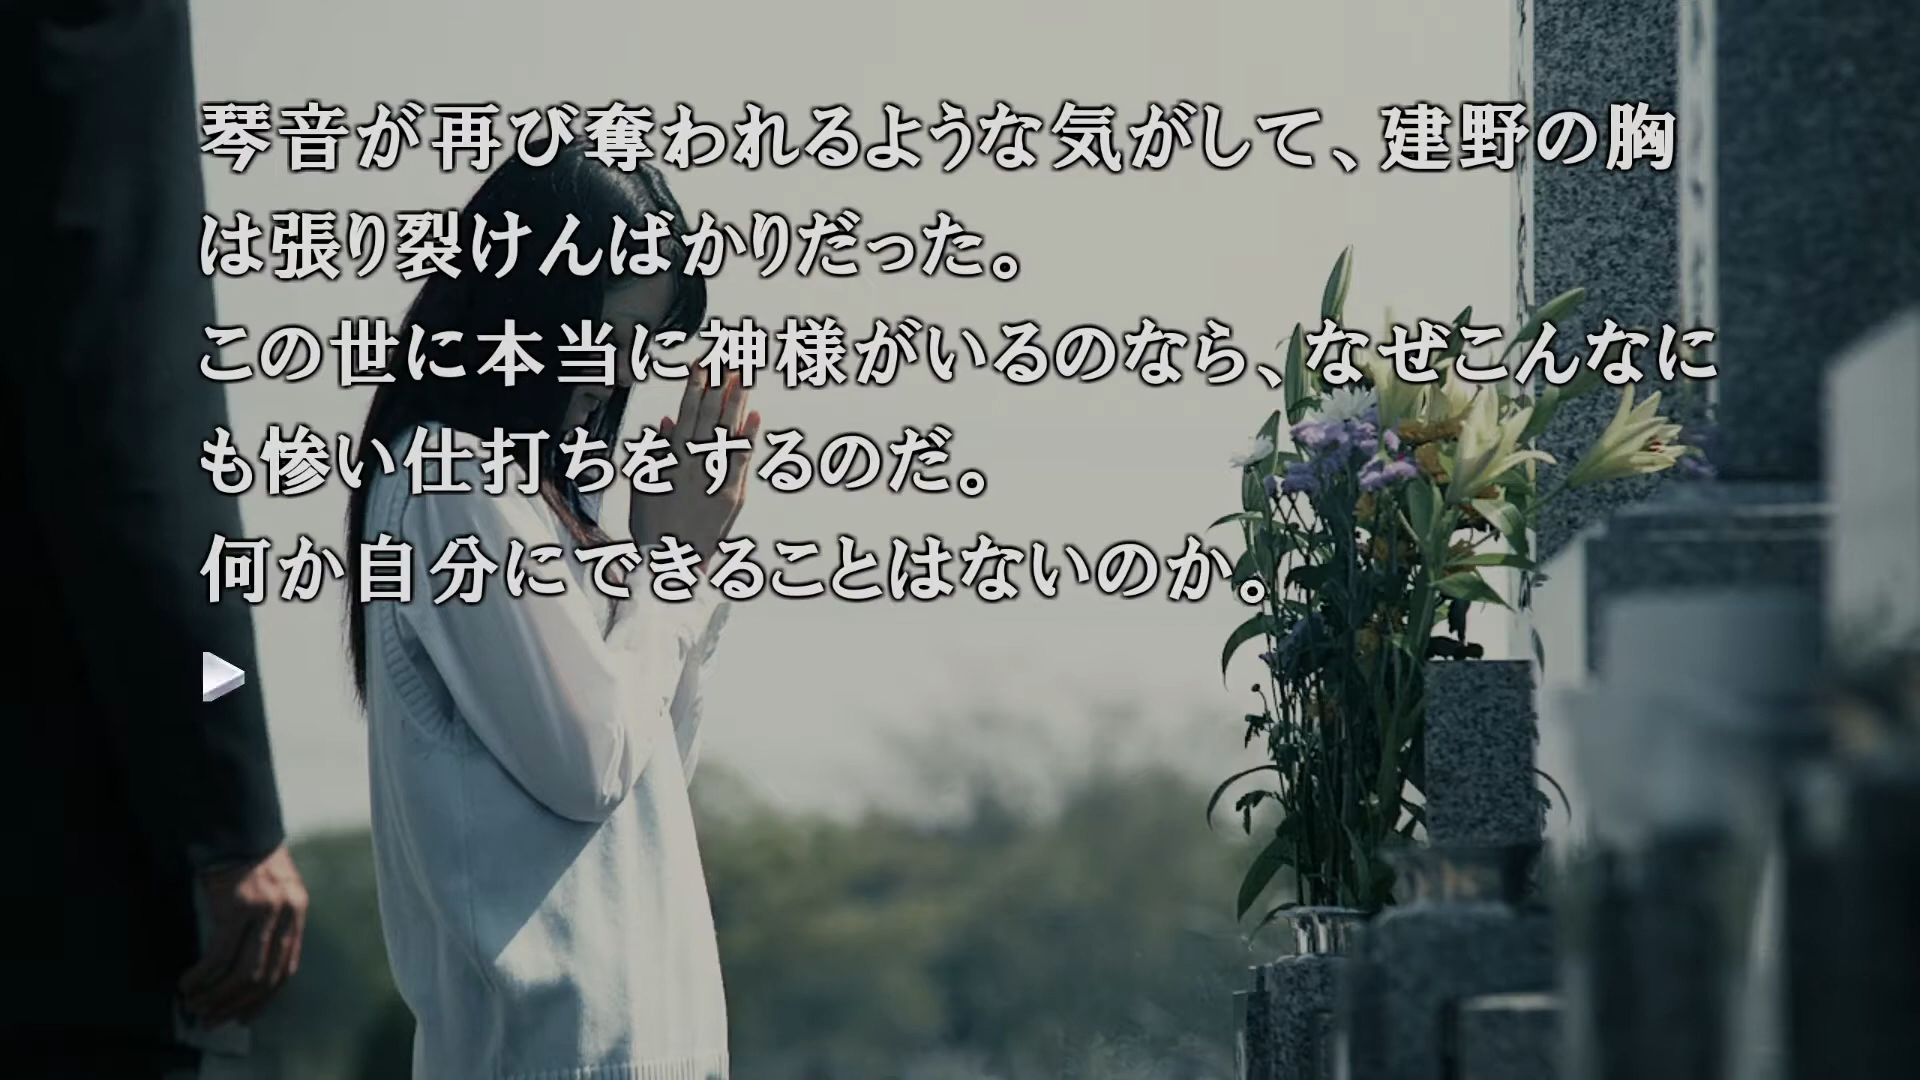 琴音が再び奪われるような気がして、建野の胸
は張り裂けんばかりだった。
この世に本当に神様がいるのなら、なぜこんなに
も惨い仕打ちをするのだ。
何か自分にできることはないのか。